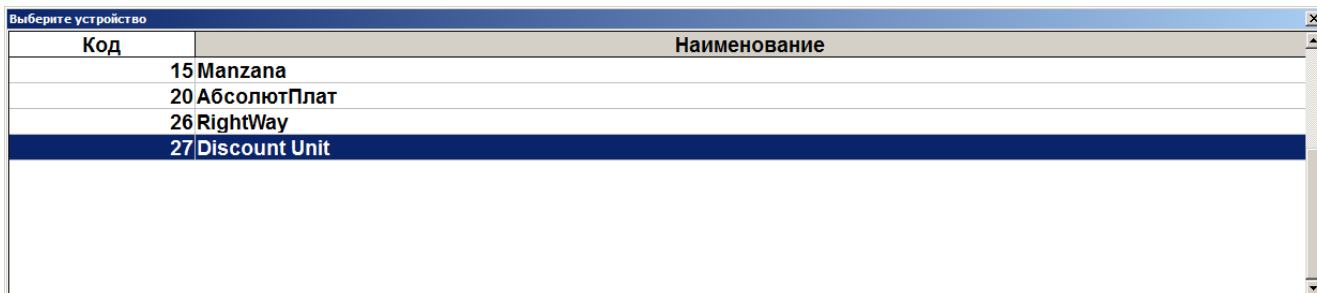 Выберите устройство
Код Наименование
15 Manzana
20 АбсолютПлат
26 RightWay
27 Discount Unit